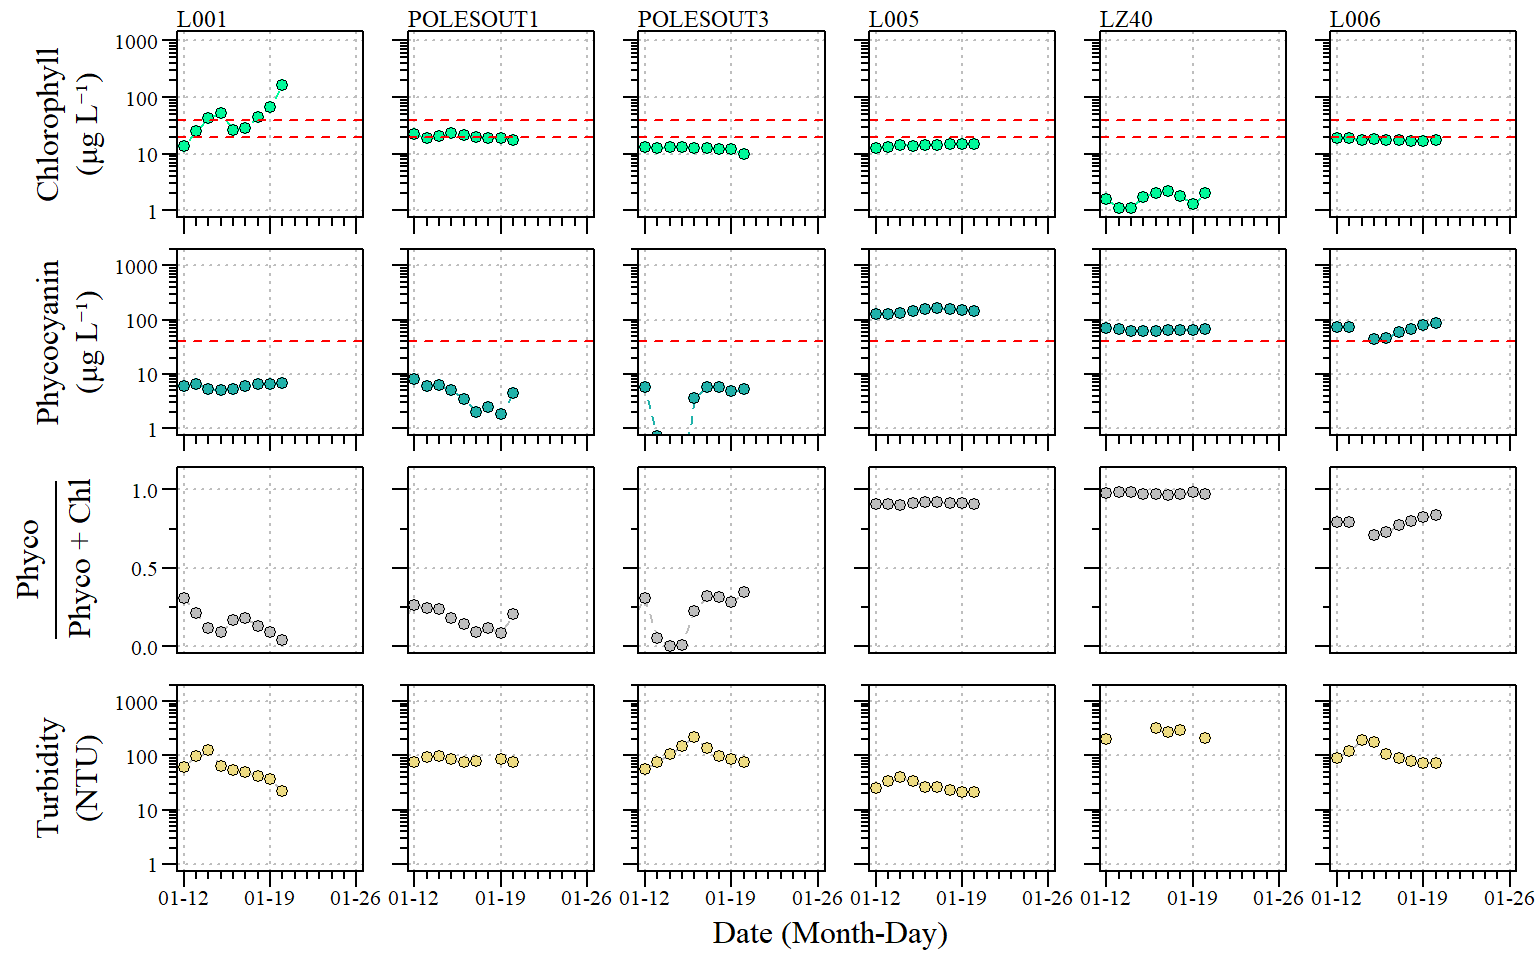 L001 POLESOUT1 POLESOUT3 L005 LZ40 L006
Chlorophyll
(µg L⁻¹)
1000
100
10
1
Phycocyanin
(µg L⁻¹)
1000
100
10
1
Phyco
Phyco + Chl
1.0
0.5
0.0
Turbidity
(NTU)
1000
100
10
1
01-12 01-19 01-26 01-12 01-19 01-26 01-12 01-19 01-26 01-12 01-19 01-26 01-12 01-19 01-26 01-12 01-19 01-26
Date (Month-Day)